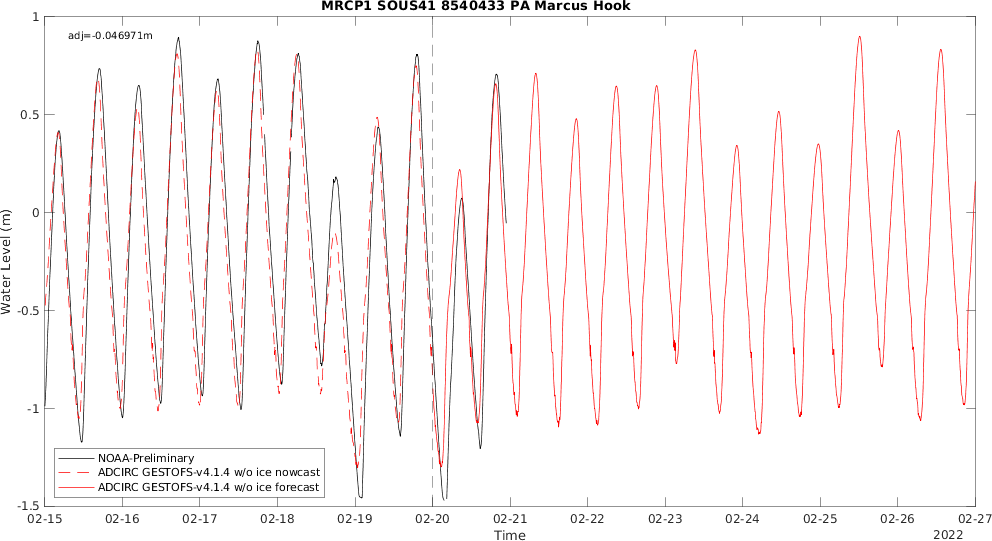 MRCP1 SOUS41 8540433 PA Marcus Hook
adj=-0.046971m
1
0.5
0
-0.5
-1
-1.5
Water Level (m)
NOAA-Preliminary
ADCIRC GESTOFS-v4.1.4 w/o ice nowcast
ADCIRC GESTOFS-v4.1.4 w/o ice forecast
02-15 02-16 02-17 02-18 02-19 02-20 02-21 02-22 02-23 02-24 02-25 02-26 02-27
Time
2022